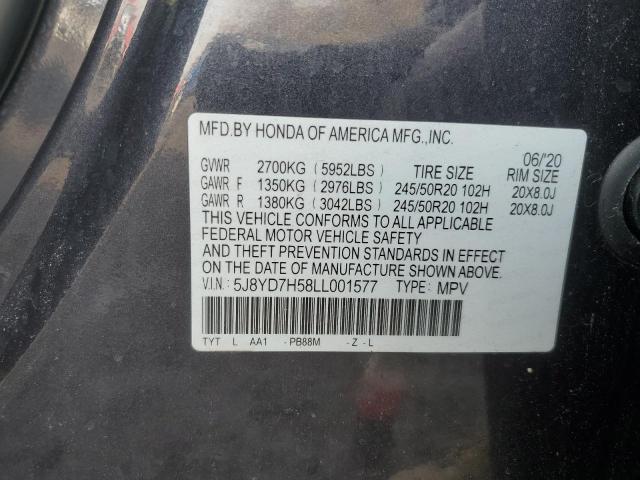 MFD.BY HONDA OF AMERICA MFG.,INC.
06/'20
GVWR 2700KG (5952LBS) TIRE SIZE RIM SIZE
GAWR F 1350KG (2976LBS) 245/50R20 102H 20X8.0J
GAWR R 1380KG (3042LBS) 245/50R20 102H 20X8.0J
THIS VEHICLE CONFORMS TO ALL APPLICABLE
FEDERAL MOTOR VEHICLE SAFETY
AND THEFT PREVENTION STANDARDS IN EFFECT
ON THE DATE OF MANUFACTURE SHOWN ABOVE.
V.I.N: 5J8YD7H58LL001577 TYPE: MPV
TYT L AA1 -PB88M -Z -L